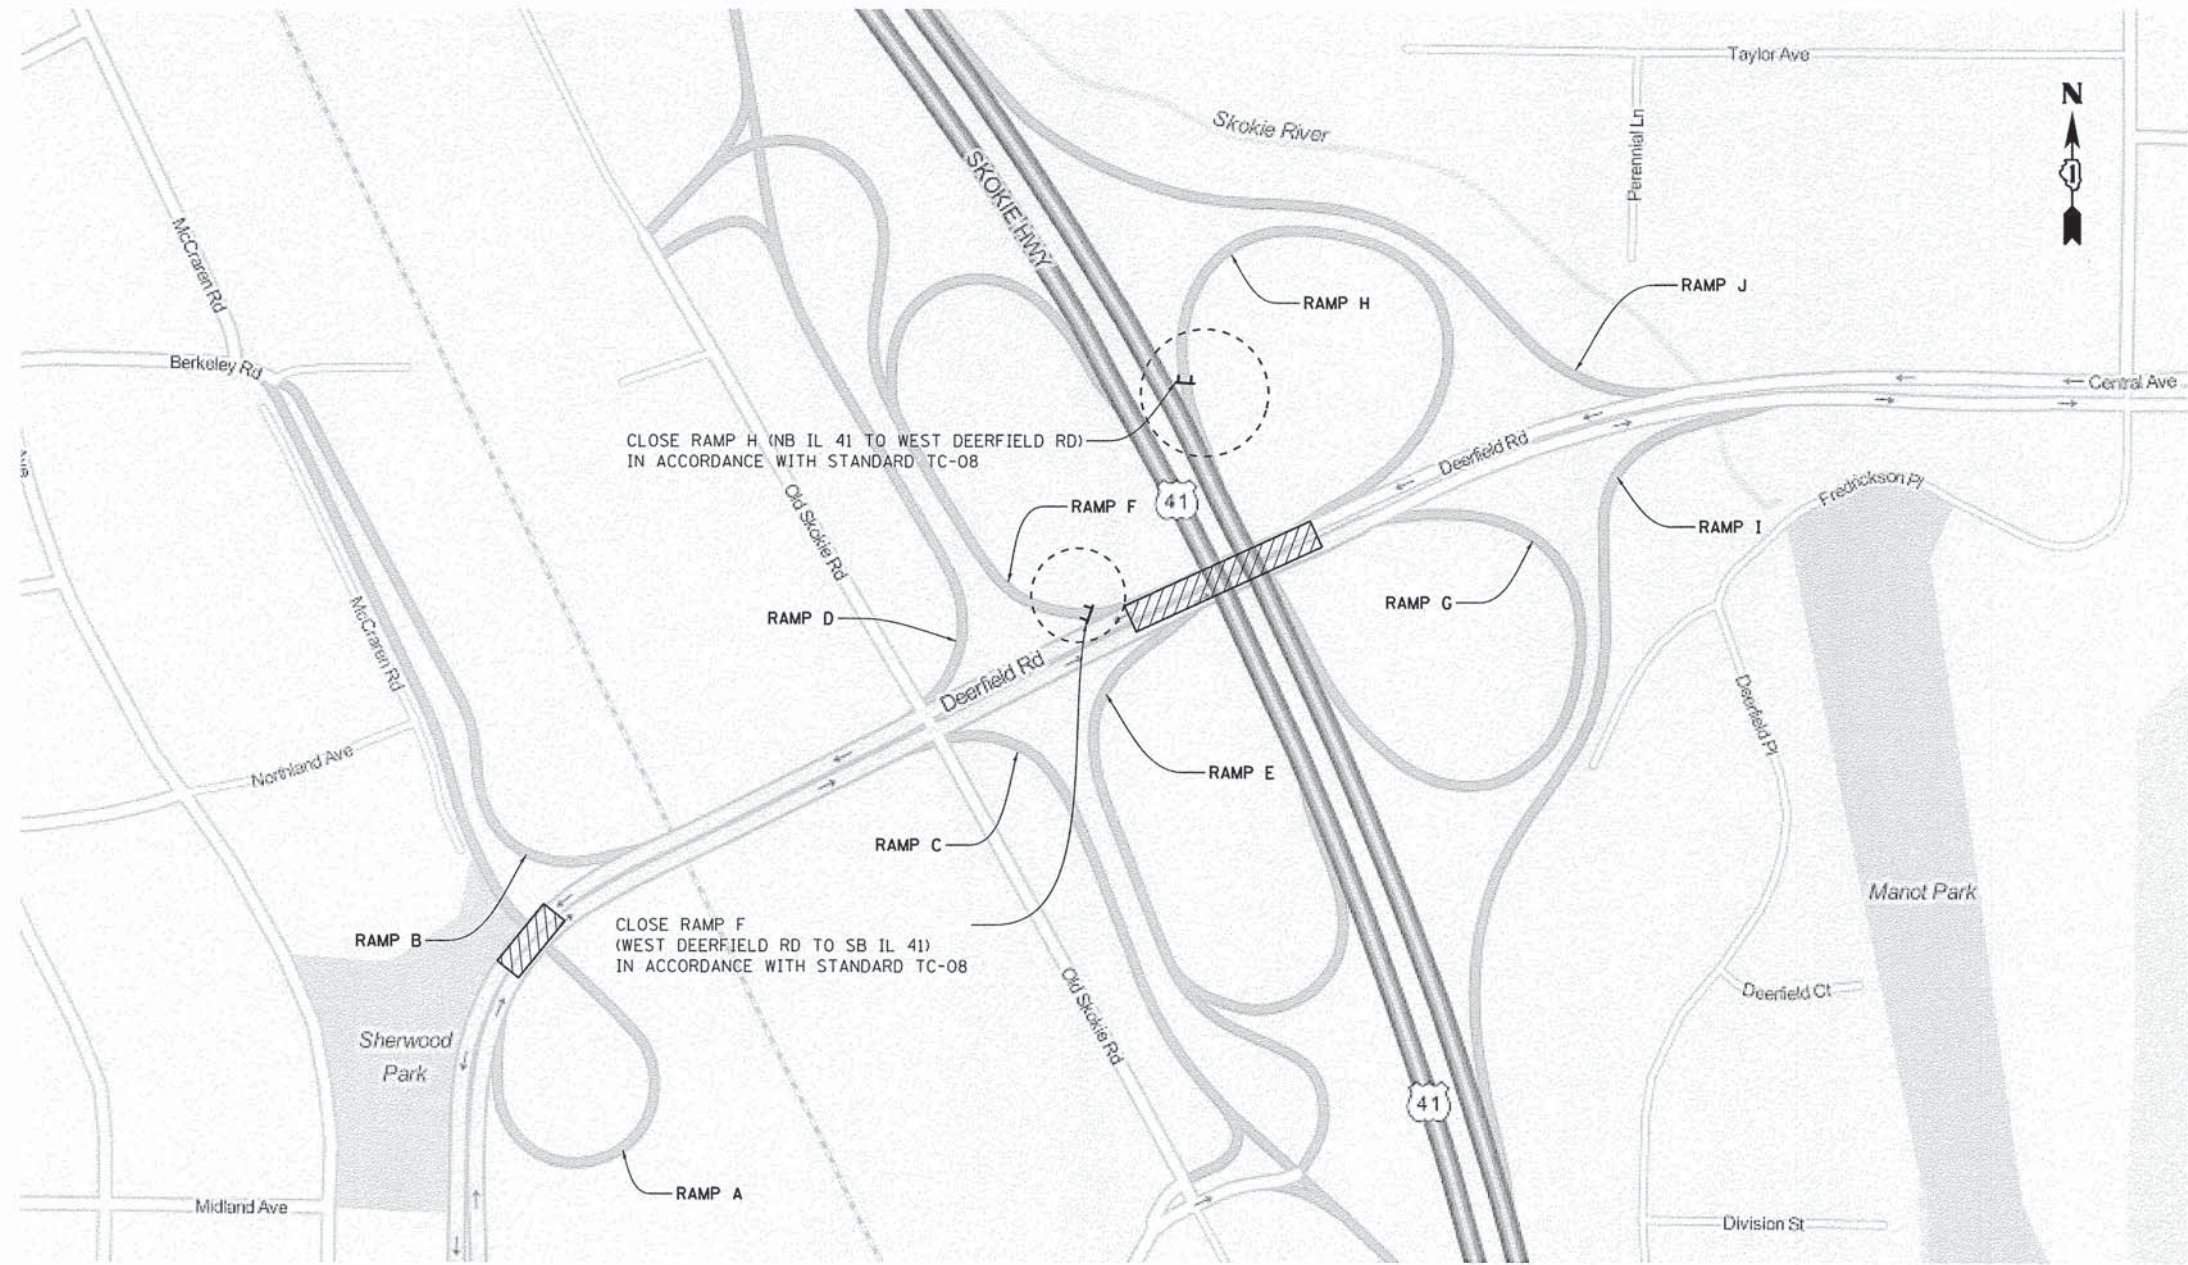 Taylor Ave
N
Skokie River
Perennial Ln
SKOKIE HWY
McCraren Rd
RAMP J
RAMP H
Berkeley Rd
Central Ave
CLOSE RAMP H (NB IL 41 TO WEST DEERFIELD RD)
IN ACCORDANCE WITH STANDARD TC-08
Deerfield Rd
Ave
Fredrickson Pl
41
RAMP F
Old Skokie Rd
RAMP I
RAMP G
RAMP D
McCraren Rd
Deerfield Rd
Deerfield Pl
Northland Ave
RAMP E
RAMP C
Manot Park
CLOSE RAMP F
(WEST DEERFIELD RD TO SB IL 41)
IN ACCORDANCE WITH STANDARD TC-08
RAMP B
Old Skokie Rd
Deerfield Ct
Sherwood
Park
41
RAMP A
Midland Ave
Division St